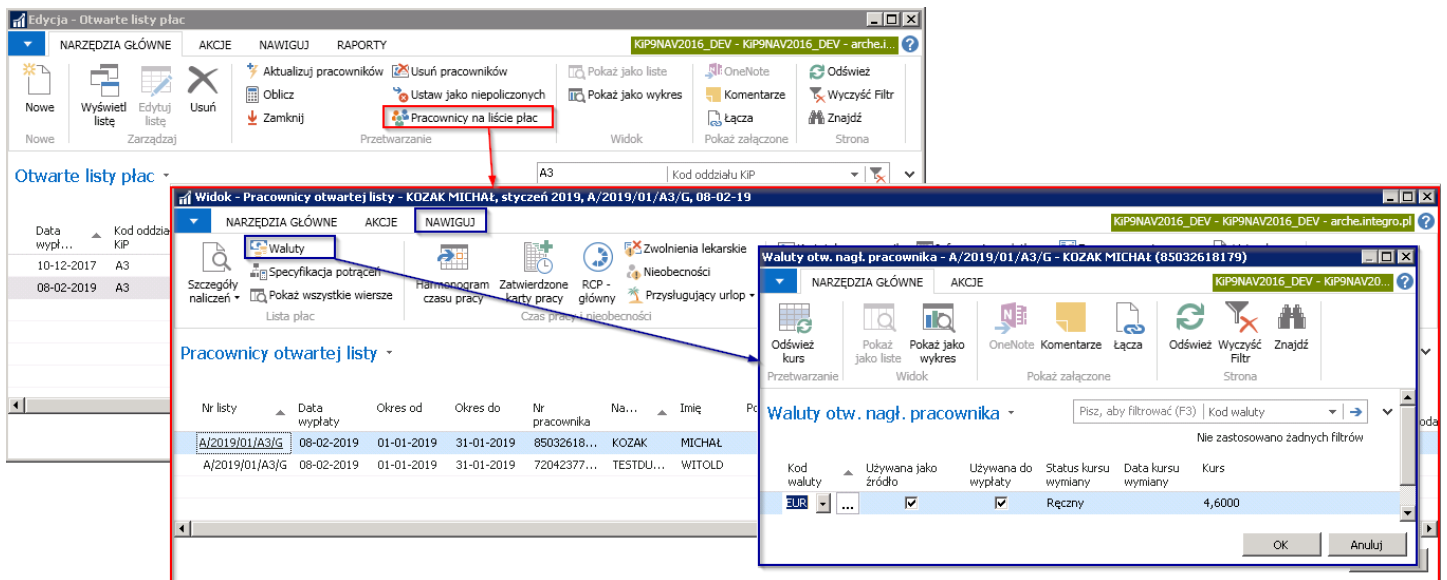 Edycja - Otwarte listy płac
NARZĘDZIA GŁÓWNE AKCJE NAWIGUJ RAPORTY KiP9NAV2016_DEV - KiP9NAV2016_DEV - arche.i...
Nowe
Wyświetl listę
Edytuj listę
Usuń
Aktualizuj pracowników
Oblicz
Zamknij
Usuń pracowników
Ustaw jako niepoliczonych
Pracownicy na liście płac
Pokaż jako liste
Pokaż jako wykres
OneNote
Komentarze
Łącza
Odśwież
Wyczyść Filtr
Znajdź
Nowe Zarządzaj Przetwarzanie Widok Pokaż załączone Strona
Otwarte listy płac A3 Kod oddziału KiP
Data wypł... Kod oddzia KiP
10-12-2017 A3
08-02-2019 A3
Widok - Pracownicy otwartej listy - KOZAK MICHAŁ, styczeń 2019, A/2019/01/A3/G, 08-02-19
NARZĘDZIA GŁÓWNE AKCJE NAWIGUJ KiP9NAV2016_DEV - KiP9NAV2016_DEV - arche.integro.pl
Szczegóły naliczeń
Waluty
Specyfikacja potrąceń
Pokaż wszystkie wiersze
Harmonogram czasu pracy
Zatwierdzone karty pracy
RCP - główny
Zwolnienia lekarskie
Nieobecności
Przysługujący urlop
Lista płac Czas pracy i nieobecności
Pracownicy otwartej listy
Nr listy Data wypłaty Okres od Okres do Nr pracownika Na... Imię
A/2019/01/A3/G 08-02-2019 01-01-2019 31-01-2019 85032618... KOZAK MICHAŁ
A/2019/01/A3/G 08-02-2019 01-01-2019 31-01-2019 72042377... TESTDU... WITOLD
Waluty otw. nagł. pracownika - A/2019/01/A3/G - KOZAK MICHAŁ (85032618179)
NARZĘDZIA GŁÓWNE AKCJE KiP9NAV2016_DEV - KiP9NAV20...
Odśwież kurs
Pokaż jako liste
Pokaż jako wykres
OneNote
Komentarze
Łącza
Odśwież
Wyczyść Filtr
Znajdź
Przetwarzanie Widok Pokaż załączone Strona
Waluty otw. nagł. pracownika Pisz, aby filtrować (F3) Kod waluty
Nie zastosowano żadnych filtrów
Kod waluty Używana jako źródło Używana do wypłaty Status kursu wymiany Data kursu wymiany Kurs
EUR ... Ręczny 4,6000
OK Anuluj